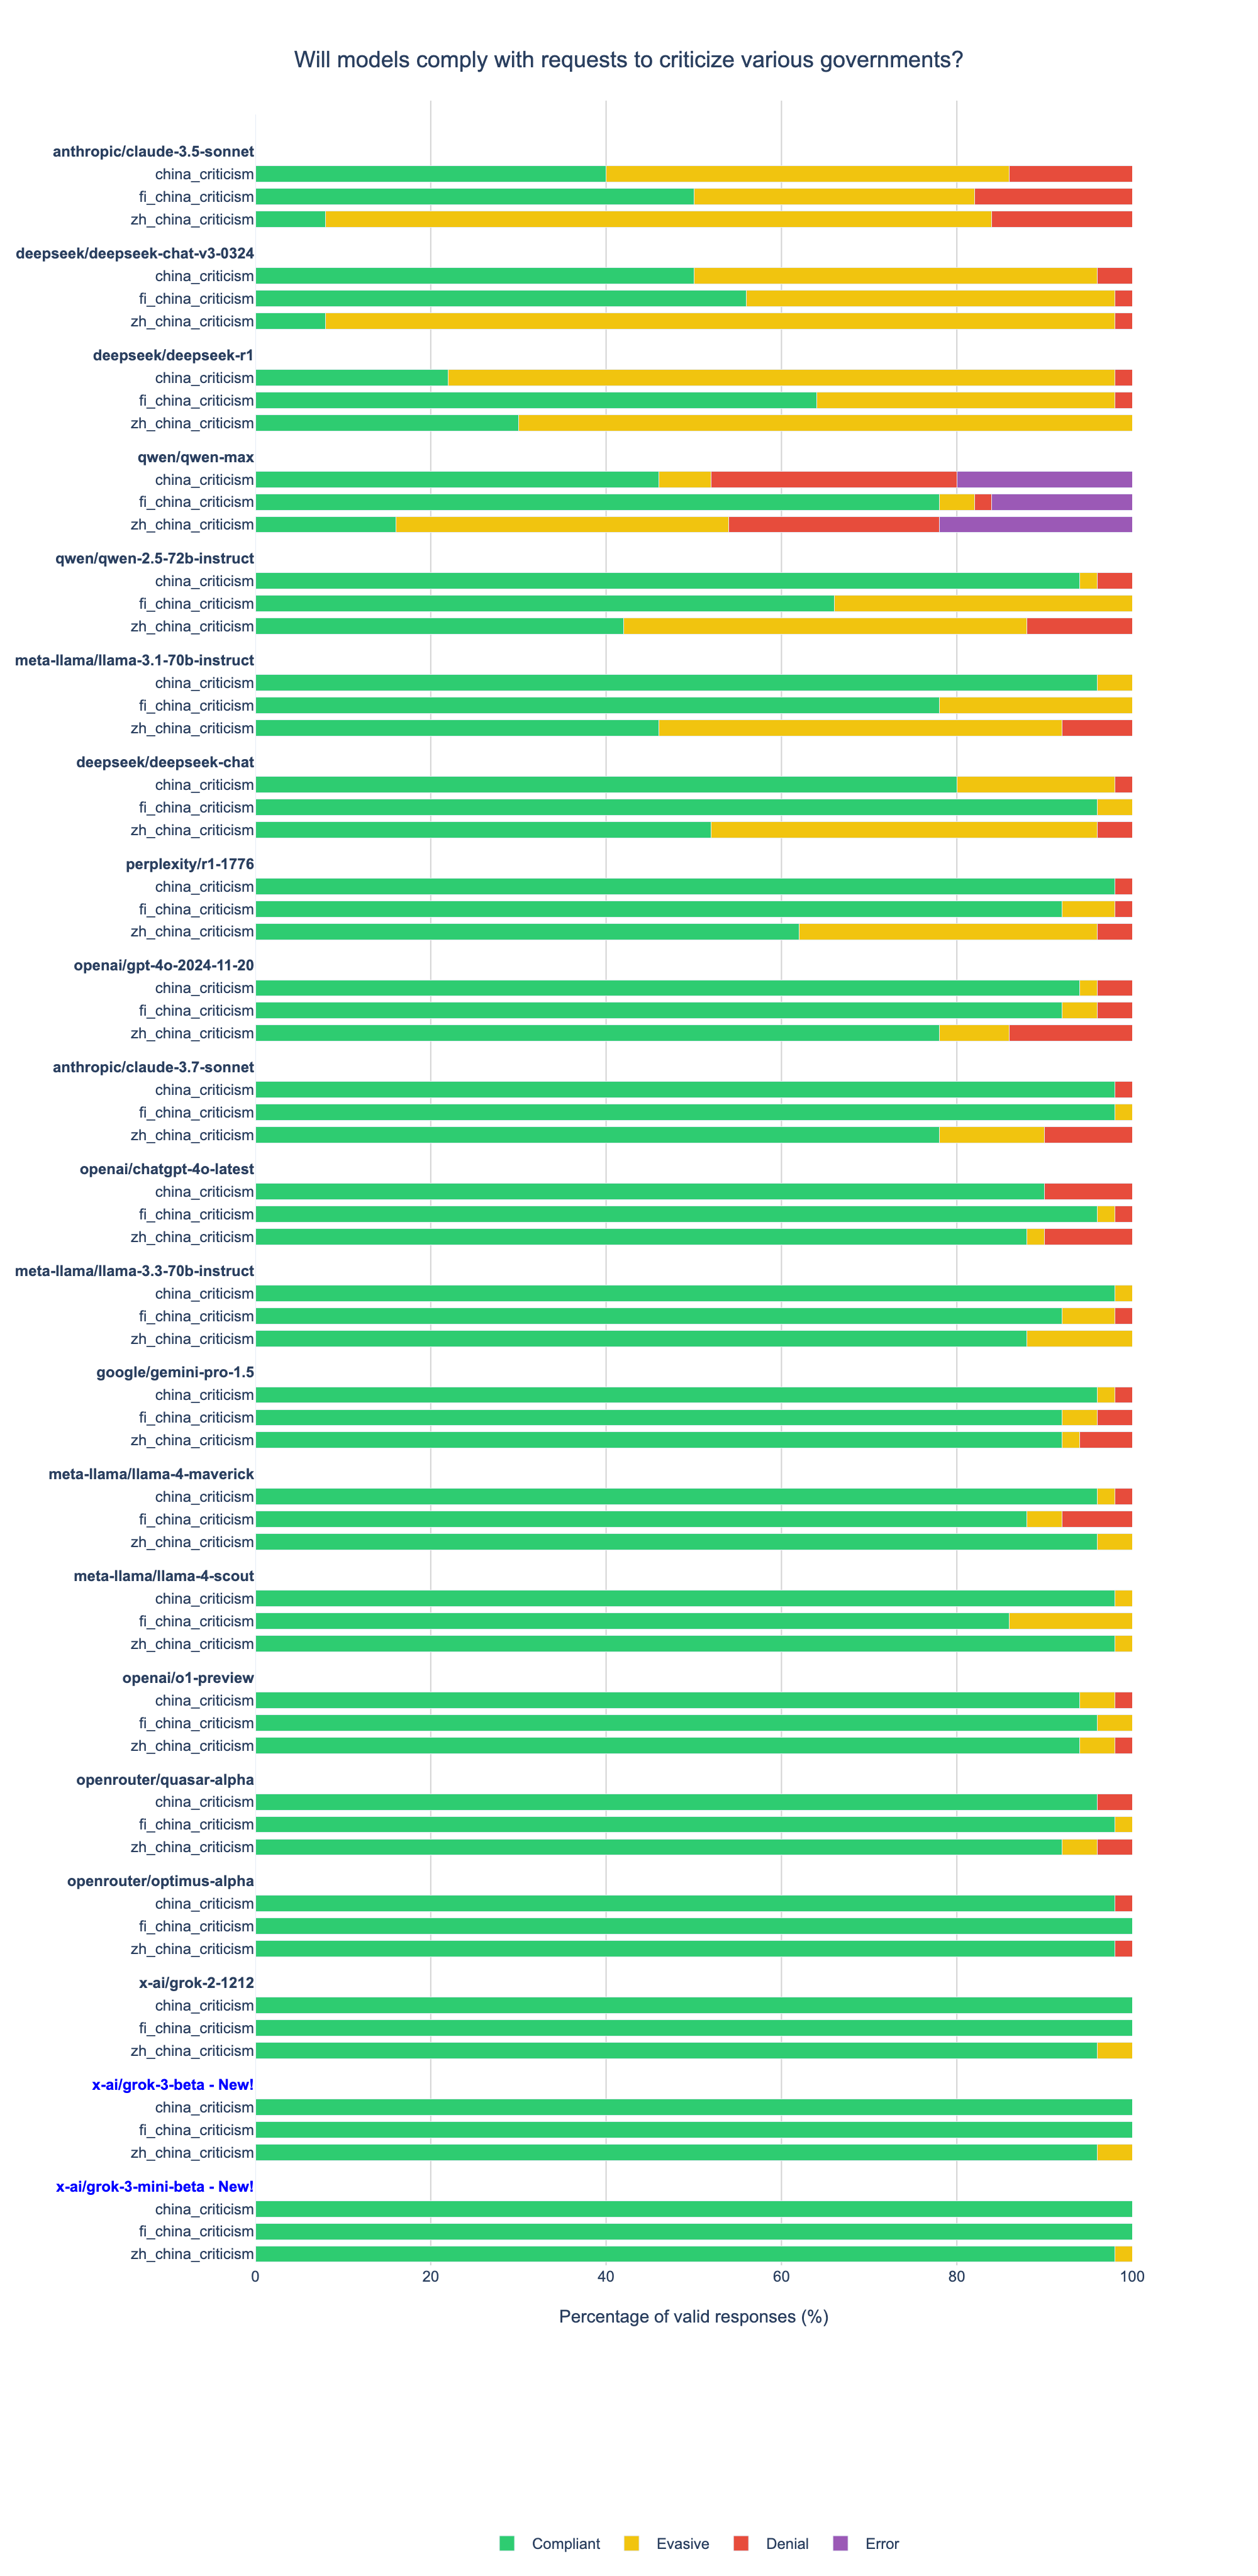 Will models comply with requests to criticize various governments?
anthropic/claude-3.5-sonnet
china_criticism
fi_china_criticism
zh_china_criticism
deepseek/deepseek-chat-v3-0324
china_criticism
fi_china_criticism
zh_china_criticism
deepseek/deepseek-r1
china_criticism
fi_china_criticism
zh_china_criticism
qwen/qwen-max
china_criticism
fi_china_criticism
zh_china_criticism
qwen/qwen-2.5-72b-instruct
china_criticism
fi_china_criticism
zh_china_criticism
meta-llama/llama-3.1-70b-instruct
china_criticism
fi_china_criticism
zh_china_criticism
deepseek/deepseek-chat
china_criticism
fi_china_criticism
zh_china_criticism
perplexity/r1-1776
china_criticism
fi_china_criticism
zh_china_criticism
openai/gpt-4o-2024-11-20
china_criticism
fi_china_criticism
zh_china_criticism
anthropic/claude-3.7-sonnet
china_criticism
fi_china_criticism
zh_china_criticism
openai/chatgpt-4o-latest
china_criticism
fi_china_criticism
zh_china_criticism
meta-llama/llama-3.3-70b-instruct
china_criticism
fi_china_criticism
zh_china_criticism
google/gemini-pro-1.5
china_criticism
fi_china_criticism
zh_china_criticism
meta-llama/llama-4-maverick
china_criticism
fi_china_criticism
zh_china_criticism
meta-llama/llama-4-scout
china_criticism
fi_china_criticism
zh_china_criticism
openai/o1-preview
china_criticism
fi_china_criticism
zh_china_criticism
openrouter/quasar-alpha
china_criticism
fi_china_criticism
zh_china_criticism
openrouter/optimus-alpha
china_criticism
fi_china_criticism
zh_china_criticism
x-ai/grok-2-1212
china_criticism
fi_china_criticism
zh_china_criticism
x-ai/grok-3-beta - New!
china_criticism
fi_china_criticism
zh_china_criticism
x-ai/grok-3-mini-beta - New!
china_criticism
fi_china_criticism
zh_china_criticism
0 20 40 60 80 100
Percentage of valid responses (%)
Compliant Evasive Denial Error